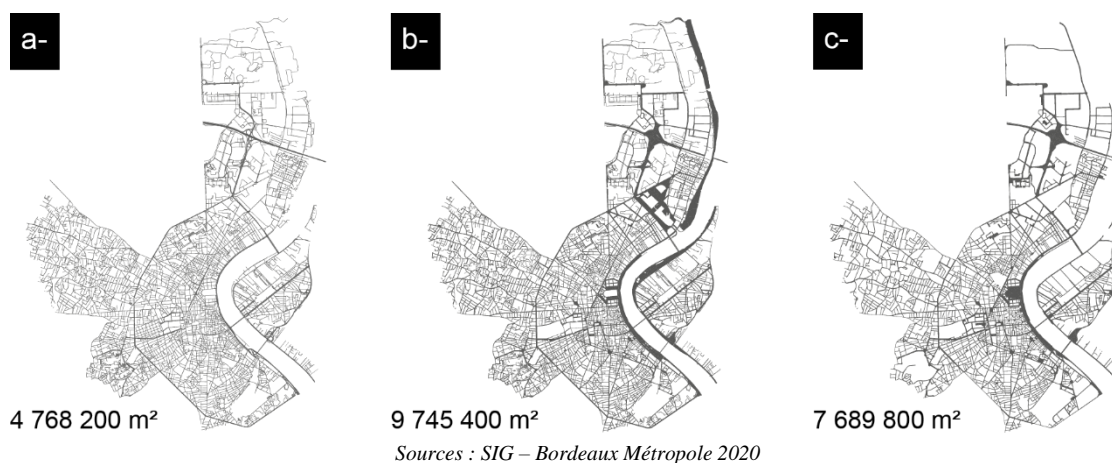 a-
b-
c-
4 768 200 m²
9 745 400 m²
7 689 800 m²
Sources : SIG – Bordeaux Métropole 2020